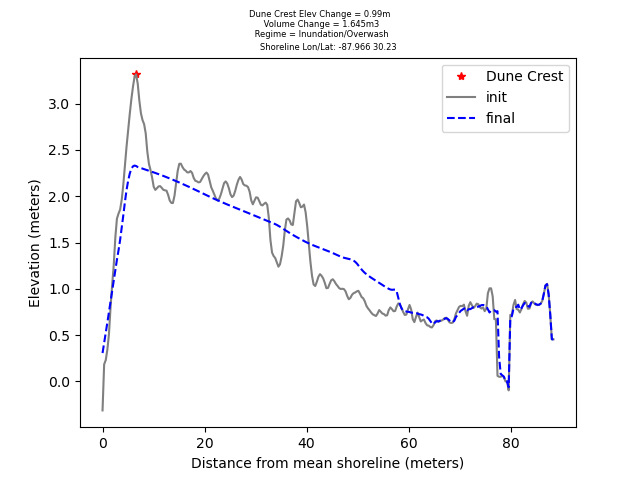 Dune Crest Elev Change = 0.99m
Volume Change = 1.645m3
Regime = Inundation/Overwash
Shoreline Lon/Lat: -87.966 30.23
Dune Crest
init
final
3.0
2.5
2.0
1.5
1.0
0.5
0.0
Elevation (meters)
0 20 40 60 80
Distance from mean shoreline (meters)